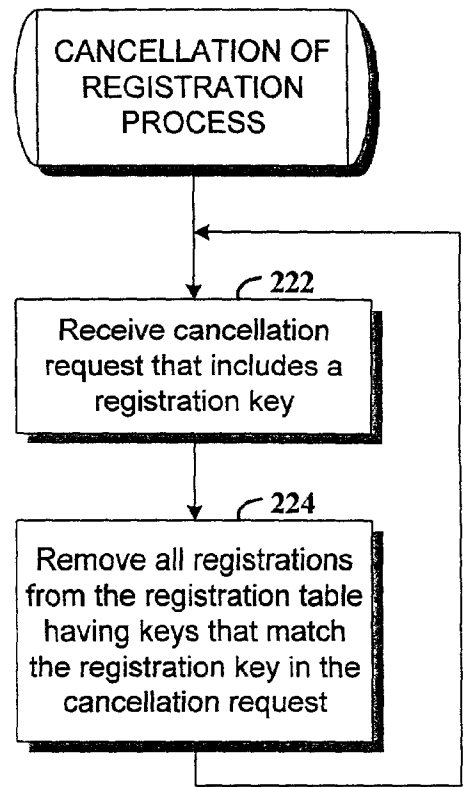 CANCELLATION OF
REGISTRATION
PROCESS
222
Receive cancellation
request that includes a
registration key
224
Remove all registrations
from the registration table
having keys that match
the registration key in the
cancellation request